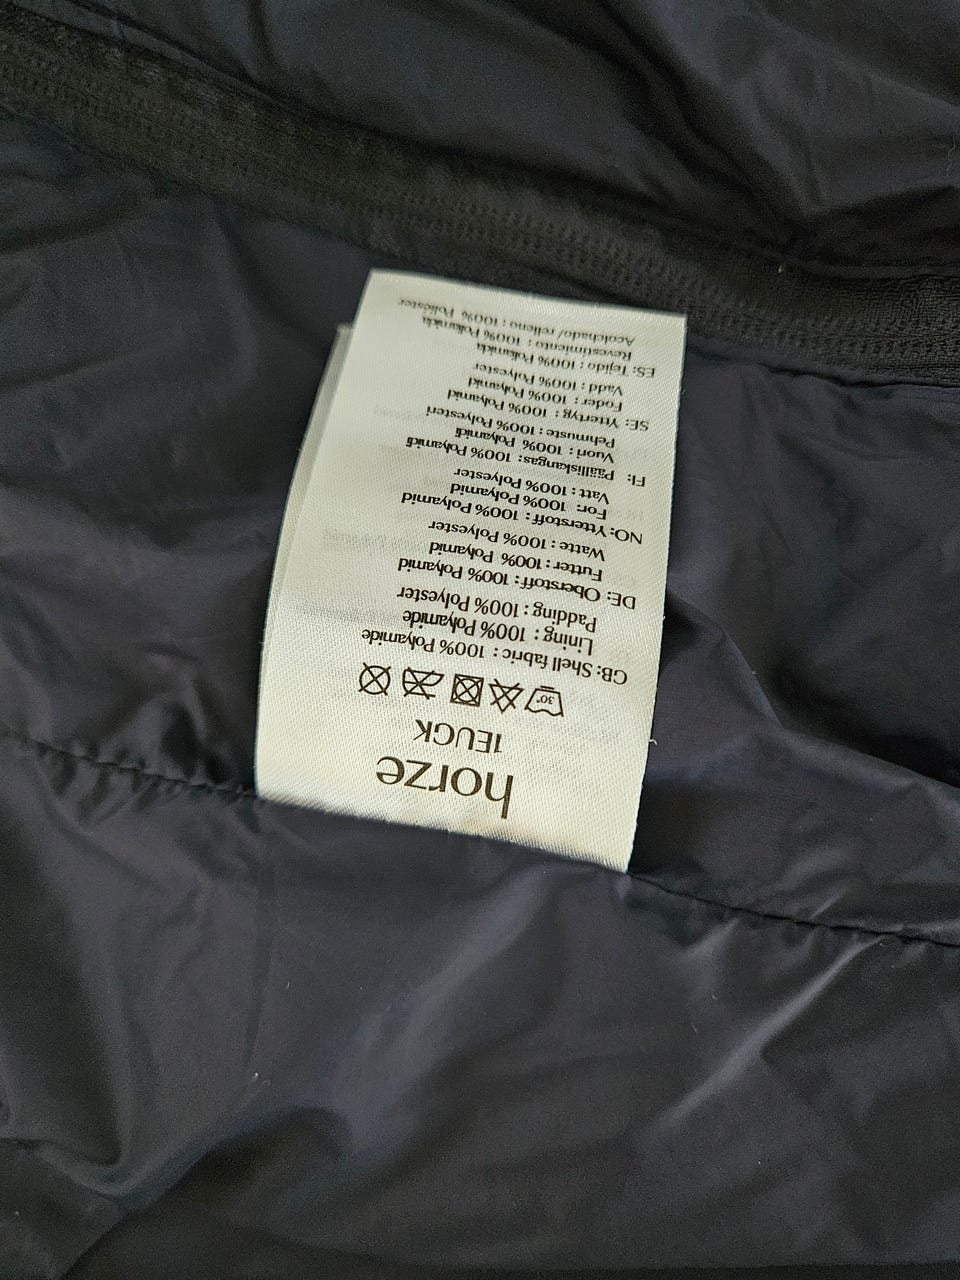 horze
1EUCK
30°
GB: Shell fabric : 100% Polyamide
Lining : 100% Polyamide
Padding : 100% Polyester
DE: Oberstoff : 100% Polyamid
Futter : 100% Polyamid
Watte : 100% Polyester
NO: Ytterstoff : 100% Polyamid
For: 100% Polyamid
Vatt : 100% Polyester
FI: Päälliskangas: 100% Polyamidi
Vuori : 100% Polyamidi
Pehmuste : 100% Polyesteri
SE: Yttertyg : 100% Polyamid
Foder : 100% Polyamid
Vadd : 100% Polyester
ES: Tejido : 100% Poliamida
Revestimiento : 100% Poliamida
Acolchado/ relleno : 100% Poliéster